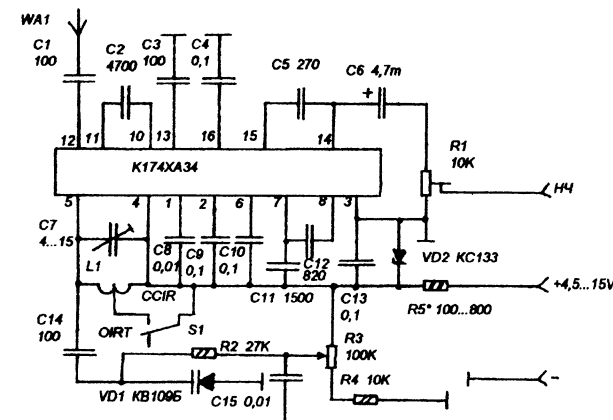 WA1
C1
100
C2
4700
C3
100
C4
0,1
C5 270
C6 4,7m
+
12
11
10
13
16
15
14
R1
10K
K174XA34
НЧ
5
4
1
2
6
7
8
3
C7
4...15
L1
C8
0,01
C9
0,1
C10
0,1
C12
820
VD2 KC133
+4,5...15V
CCIR
C11 1500
C13
0,1
R5* 100...800
OIRT
S1
C14
100
R2 27K
R3
100K
R4 10K
-
VD1 KB109Б
C15 0,01